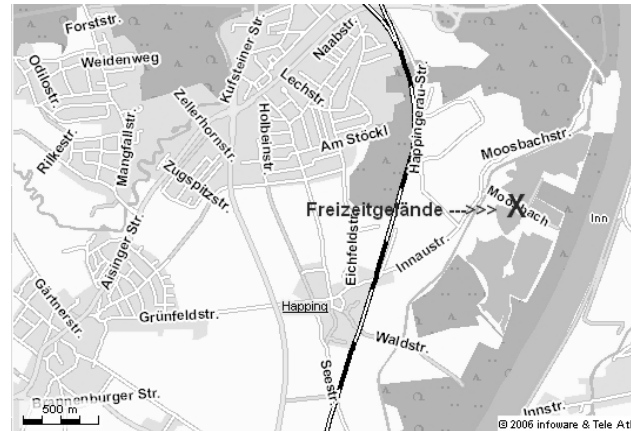 Forststr.
Weidenweg
Odilostr.
Rilkestr.
Mangfallstr.
Zellerhornstr.
Kufsteiner Str.
Naabstr.
Lechstr.
Holbernstr.
Am Stöckl
Happingerau-Str.
Moosbachstr.
Zugspitzstr.
Freizeitgelände --->>> X
Moosbach
Inn
Aisinger Str.
Eichfeldstr.
Innaustr.
Gärtnerstr.
Grünfeldstr.
Happing
Waldstr.
Seestr.
Brannenburger Str.
500 m
Innstr.
© 2006 infoware & Tele Atl